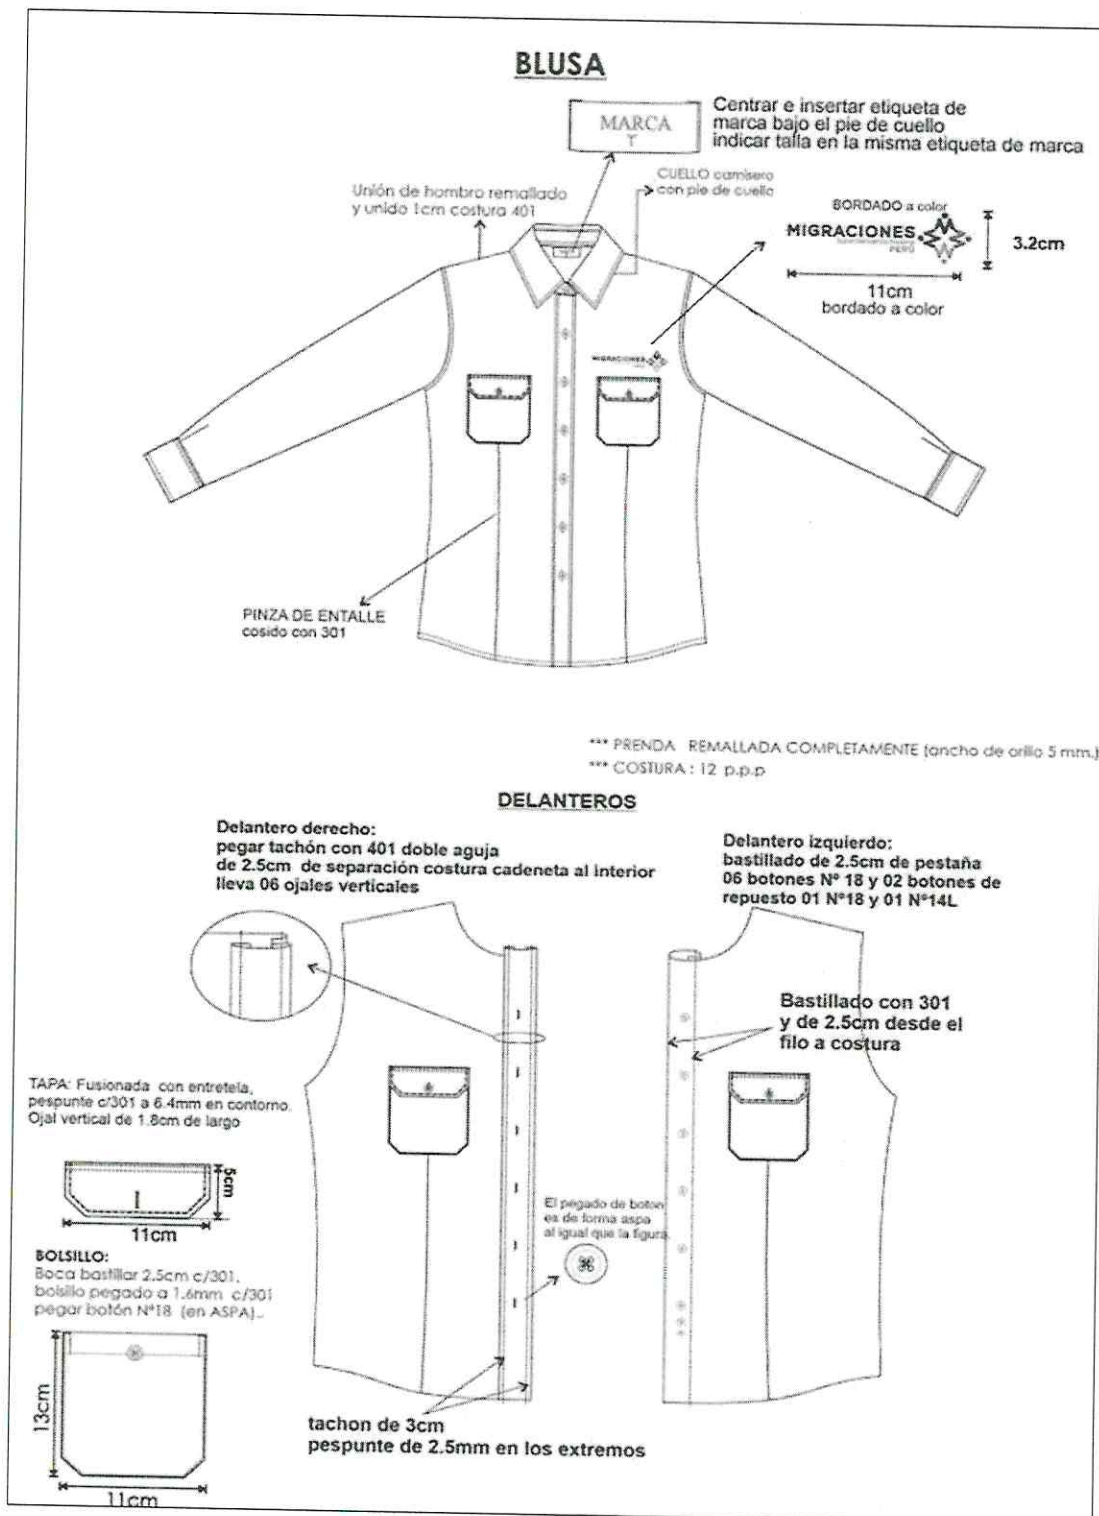 BLUSA
MARCA
T
Centrar e insertar etiqueta de
marca bajo el pie de cuello
indicar talla en la misma etiqueta de marca
Unión de hombro remallado
y unido 1cm costura 401
CUELLO camisero
con pie de cuello
BORDADO a color
MIGRACIONES
PERÚ
3.2cm
11cm
bordado a color
MIGRACIONES
PINZA DE ENTALLE
cosido con 301
*** PRENDA REMALLADA COMPLETAMENTE (ancho de orillo 5 mm.)
*** COSTURA : 12 p.p.p
DELANTEROS
Delantero derecho:
pegar tachón con 401 doble aguja
de 2.5cm de separación costura cadeneta al interior
lleva 06 ojales verticales
Delantero izquierdo:
bastillado de 2.5cm de pestaña
06 botones Nº 18 y 02 botones de
repuesto 01 Nº18 y 01 Nº14L
Bastillado con 301
y de 2.5cm desde el
filo a costura
TAPA: Fusionada con entretela,
pespunte c/301 a 6.4mm en contorno.
Ojal vertical de 1.8cm de largo
5cm
11cm
El pegado de boton
es de forma aspa
al igual que la figura
BOLSILLO:
Boca bastillar 2.5cm c/301,
bolsillo pegado a 1.6mm c/301
pegar botón Nº18 (en ASPA)..
13cm
11cm
tachon de 3cm
pespunte de 2.5mm en los extremos